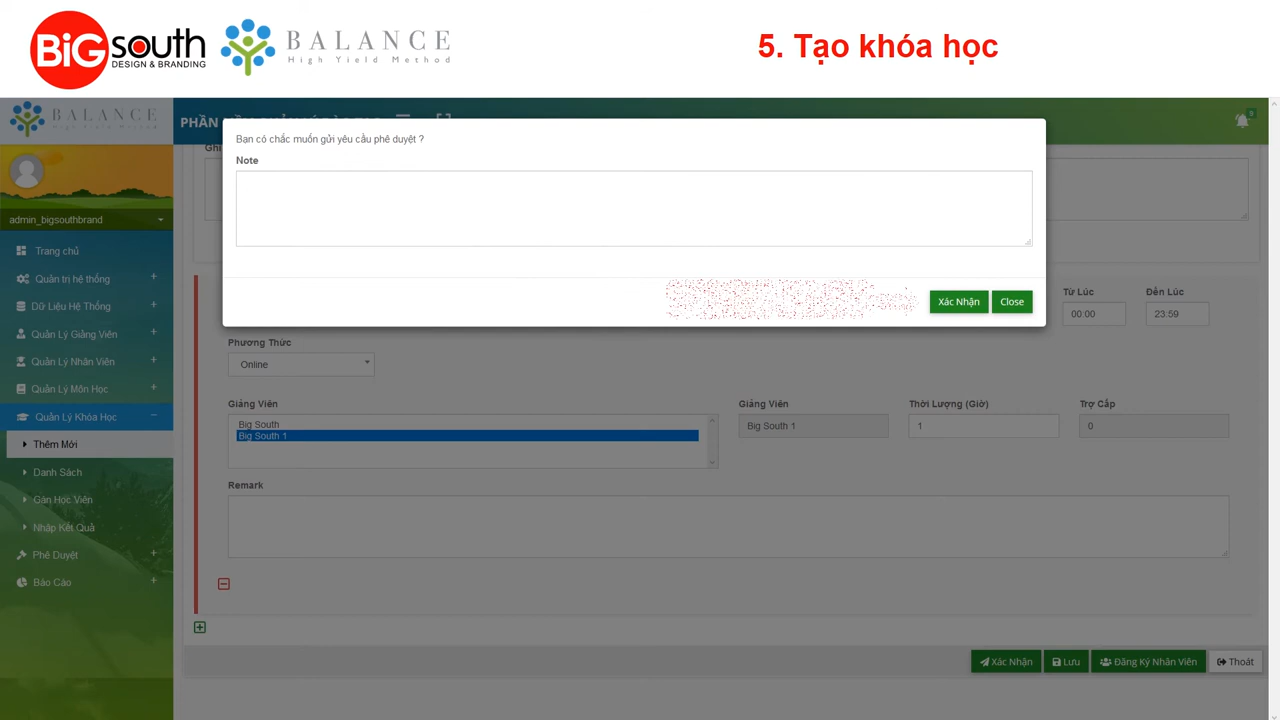 BiGSouth
DESIGN & BRANDING
BALANCE
High Yield Method
5. Tạo khóa học
BALANCE
High Yield Method
PHẦN
9
Bạn có chắc muốn gửi yêu cầu phê duyệt ?
Note
Xác Nhận
Close
admin_bigsouthbrand
Trang chủ
Quản trị hệ thống
Dữ Liệu Hệ Thống
Quản Lý Giảng Viên
Quản Lý Nhân Viên
Quản Lý Môn Học
Quản Lý Khóa Học
Thêm Mới
Danh Sách
Gán Học Viên
Nhập Kết Quả
Phê Duyệt
Báo Cáo
Từ Lúc
Đến Lúc
00:00
23:59
Phương Thức
Online
Giảng Viên
Giảng Viên
Thời Lượng (Giờ)
Trợ Cấp
Big South
Big South 1
Big South 1
1
0
Remark
Xác Nhận
Lưu
Đăng Ký Nhân Viên
Thoát